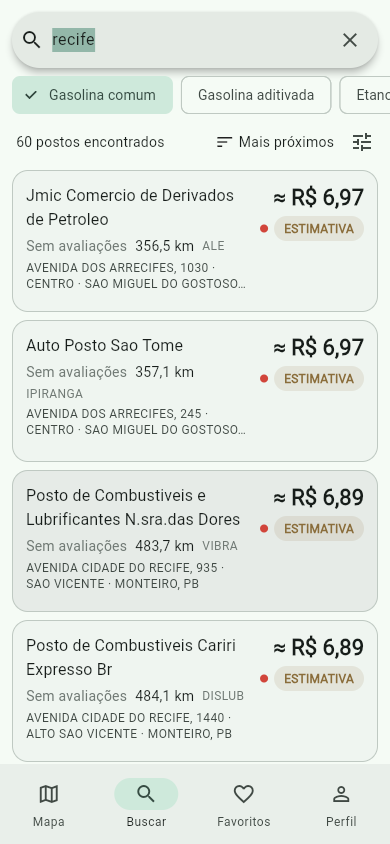 recife
Gasolina comum
Gasolina aditivada
Etano
60 postos encontrados
Mais próximos
Jmic Comercio de Derivados
de Petroleo
≈ R$ 6,97
Sem avaliações 356,5 km ALE
ESTIMATIVA
AVENIDA DOS ARRECIFES, 1030 ·
CENTRO · SAO MIGUEL DO GOSTOSO…
Auto Posto Sao Tome
≈ R$ 6,97
Sem avaliações 357,1 km
ESTIMATIVA
IPIRANGA
AVENIDA DOS ARRECIFES, 245 ·
CENTRO · SAO MIGUEL DO GOSTOSO…
Posto de Combustiveis e
Lubrificantes N.sra.das Dores
≈ R$ 6,89
Sem avaliações 483,7 km VIBRA
ESTIMATIVA
AVENIDA CIDADE DO RECIFE, 935 ·
SAO VICENTE · MONTEIRO, PB
Posto de Combustiveis Cariri
Expresso Br
≈ R$ 6,89
Sem avaliações 484,1 km DISLUB
ESTIMATIVA
AVENIDA CIDADE DO RECIFE, 1440 ·
ALTO SAO VICENTE · MONTEIRO, PB
Mapa
Buscar
Favoritos
Perfil